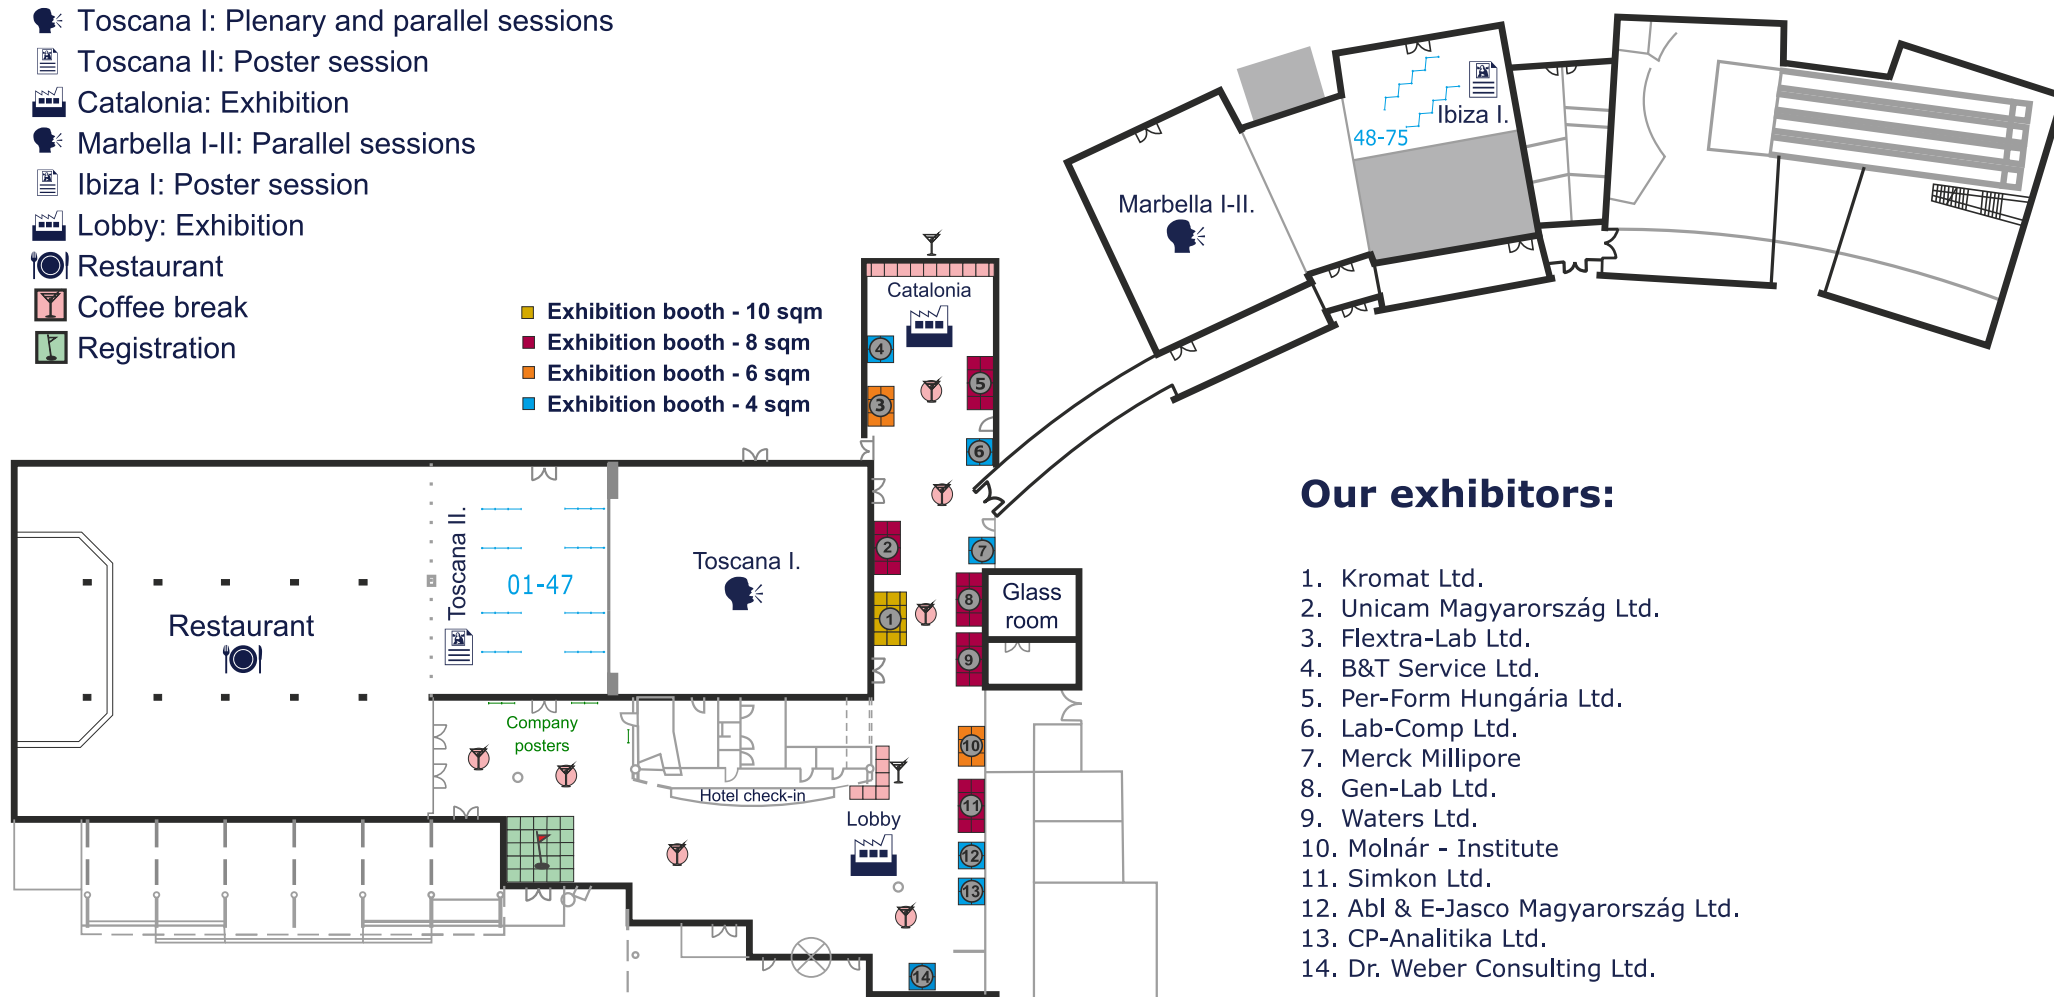 Toscana I: Plenary and parallel sessions
Toscana II: Poster session
Catalonia: Exhibition
Marbella I-II: Parallel sessions
Ibiza I: Poster session
Lobby: Exhibition
Restaurant
Coffee break
Registration
Exhibition booth - 10 sqm
Exhibition booth - 8 sqm
Exhibition booth - 6 sqm
Exhibition booth - 4 sqm
Ibiza I.
48-75
Marbella I-II.
Catalonia
4
5
3
6
2
7
Toscana II.
01-47
Toscana I.
Glass
room
8
1
9
Restaurant
Company
posters
10
Hotel check-in
11
Lobby
12
13
14
Our exhibitors:
1. Kromat Ltd.
2. Unicam Magyarország Ltd.
3. Flextra-Lab Ltd.
4. B&T Service Ltd.
5. Per-Form Hungária Ltd.
6. Lab-Comp Ltd.
7. Merck Millipore
8. Gen-Lab Ltd.
9. Waters Ltd.
10. Molnár - Institute
11. Simkon Ltd.
12. Abl & E-Jasco Magyarország Ltd.
13. CP-Analitika Ltd.
14. Dr. Weber Consulting Ltd.